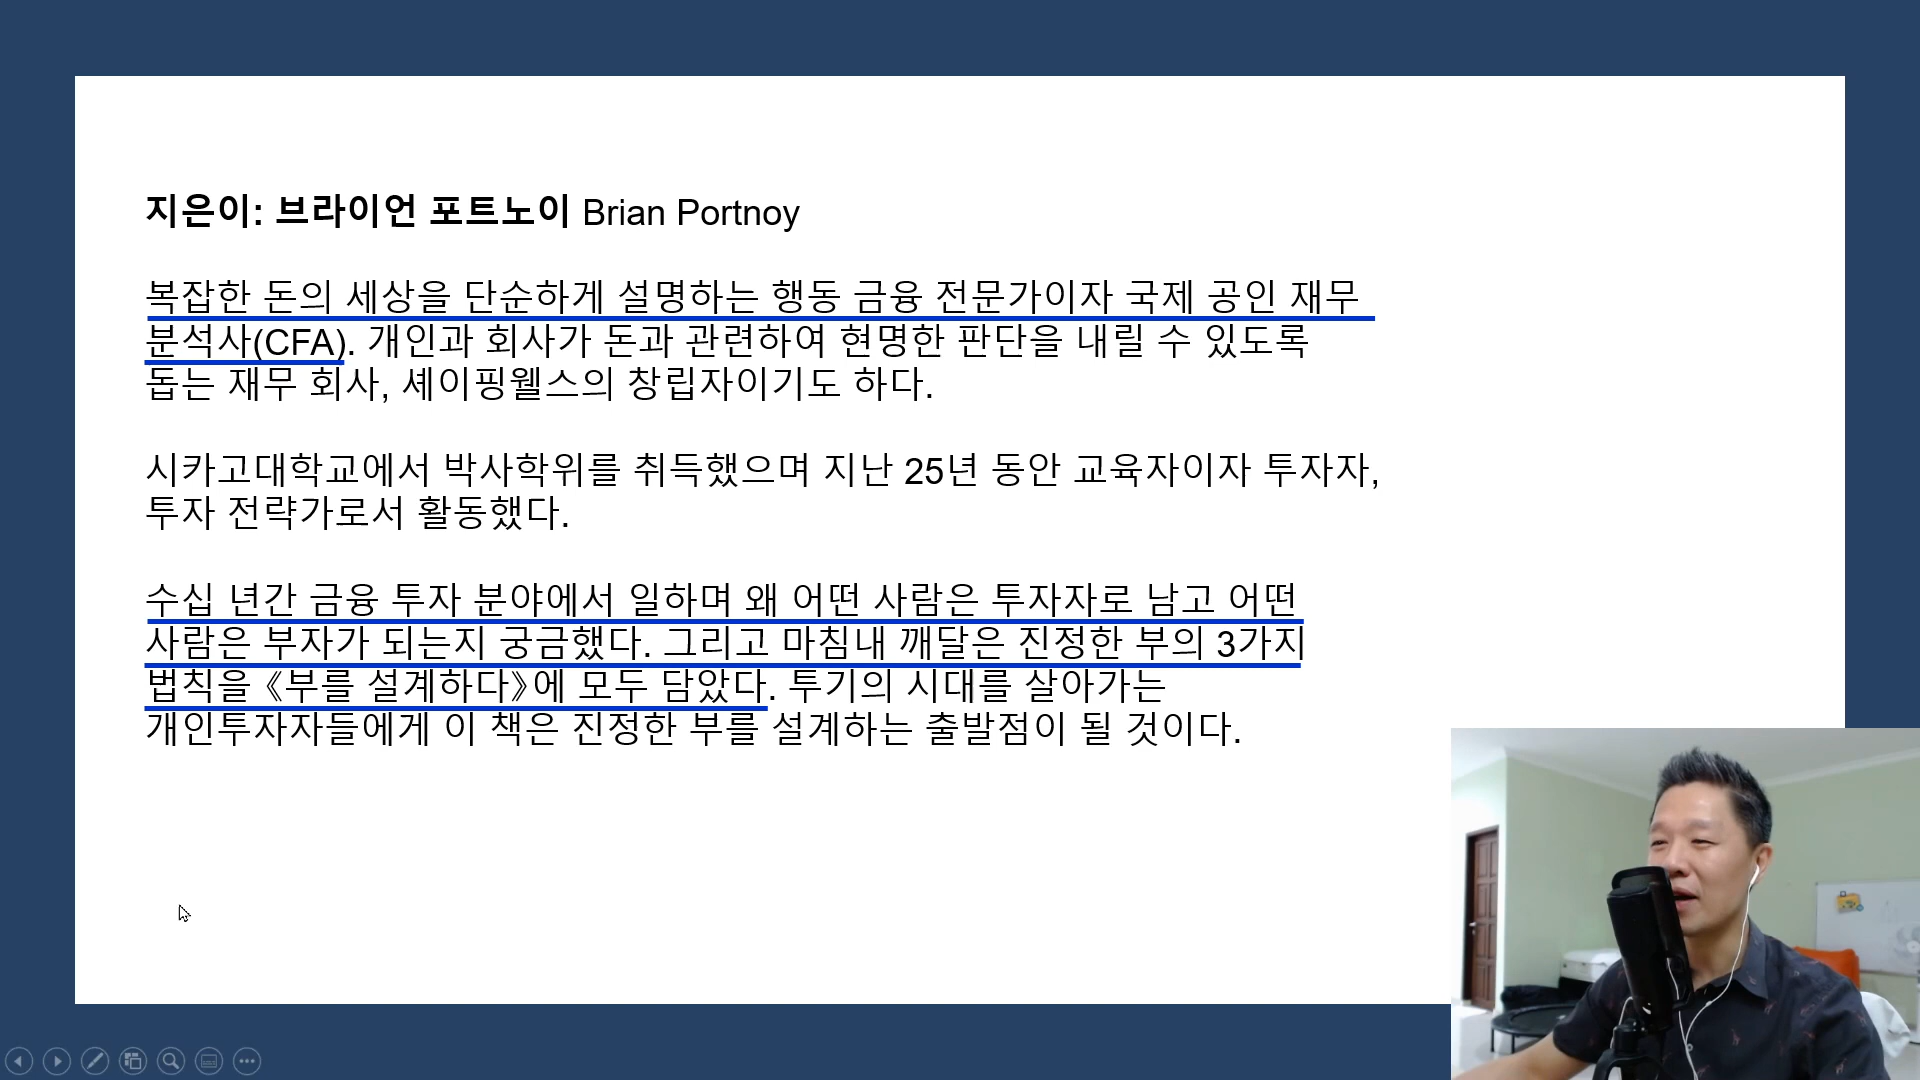 지은이: 브라이언 포트노이 Brian Portnoy
복잡한 돈의 세상을 단순하게 설명하는 행동 금융 전문가이자 국제 공인 재무
분석사(CFA). 개인과 회사가 돈과 관련하여 현명한 판단을 내릴 수 있도록
돕는 재무 회사, 셰이핑웰스의 창립자이기도 하다.
시카고대학교에서 박사학위를 취득했으며 지난 25년 동안 교육자이자 투자자,
투자 전략가로서 활동했다.
수십 년간 금융 투자 분야에서 일하며 왜 어떤 사람은 투자자로 남고 어떤
사람은 부자가 되는지 궁금했다. 그리고 마침내 깨달은 진정한 부의 3가지
법칙을 《부를 설계하다》에 모두 담았다. 투기의 시대를 살아가는
개인투자자들에게 이 책은 진정한 부를 설계하는 출발점이 될 것이다.